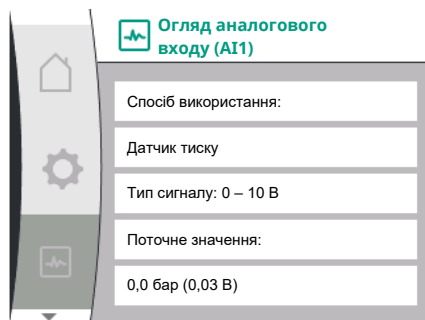 Огляд аналогового
входу (AI1)
Спосіб використання:
Датчик тиску
Тип сигналу: 0 – 10 В
Поточне значення:
0,0 бар (0,03 В)